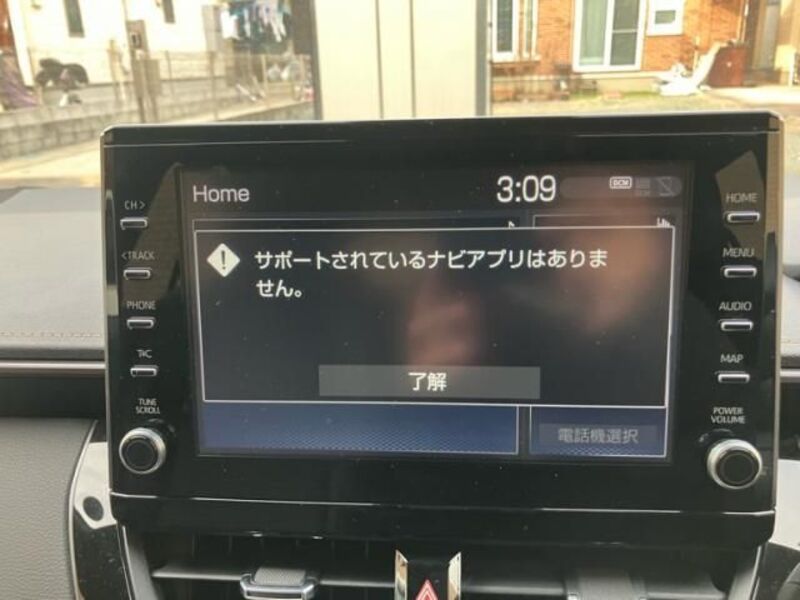 Home
3:09
DCM
CH >
< TRACK
PHONE
T&C
TUNE
SCROLL
サポートされているナビアプリはありま
せん。
了解
電話機選択
HOME
MENU
AUDIO
MAP
POWER
VOLUME